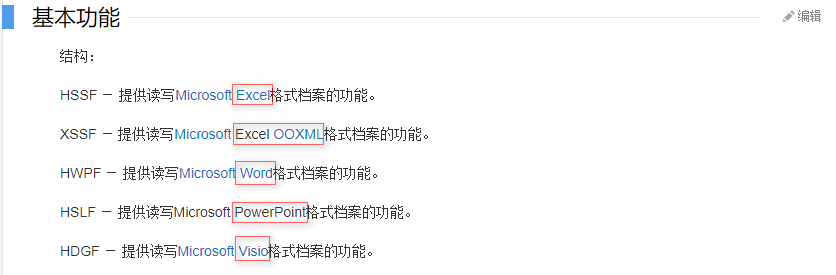 基本功能
编辑
结构：
HSSF － 提供读写Microsoft Excel格式档案的功能。
XSSF － 提供读写Microsoft Excel OOXML格式档案的功能。
HWPF － 提供读写Microsoft Word格式档案的功能。
HSLF － 提供读写Microsoft PowerPoint格式档案的功能。
HDGF － 提供读写Microsoft Visio格式档案的功能。